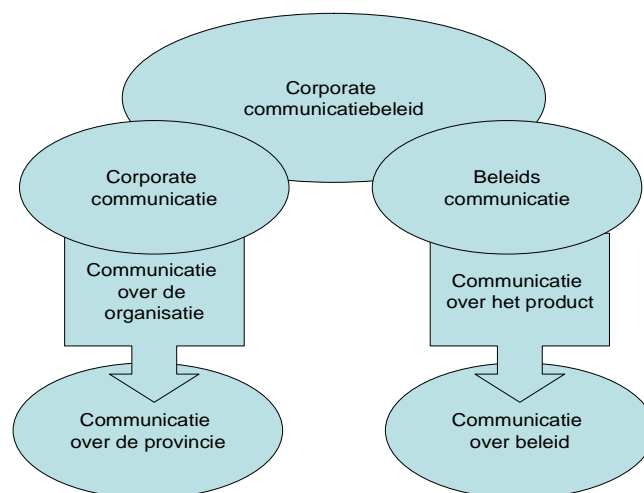 Corporate
communicatiebeleid
Corporate
communicatie
Beleids
communicatie
Communicatie
over de
organisatie
Communicatie
over het product
Communicatie
over de provincie
Communicatie
over beleid